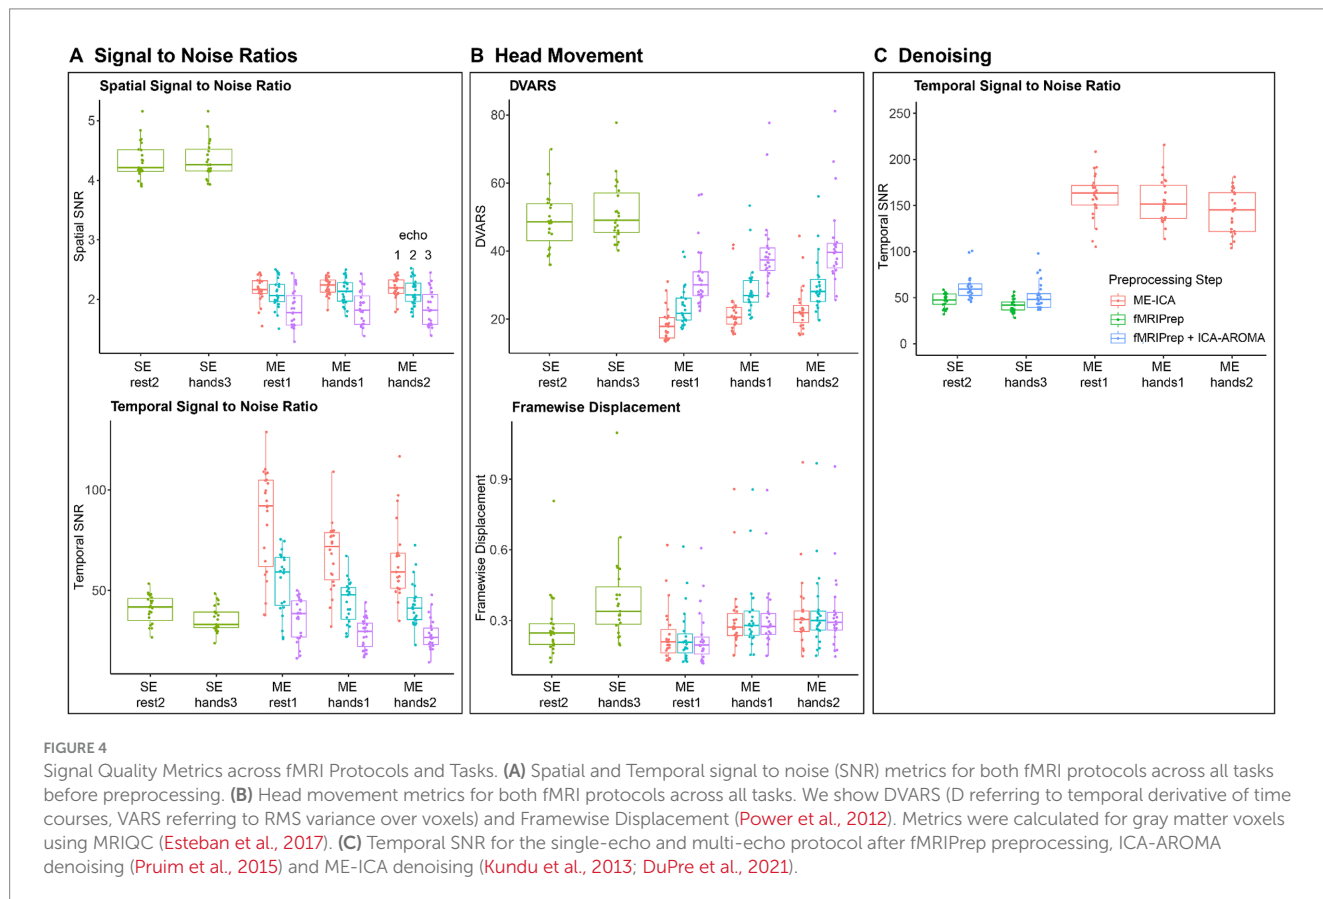 A Signal to Noise Ratios
Spatial Signal to Noise Ratio
Spatial SNR
5
4
3
2
echo
1 2 3
SE rest2
SE hands3
ME rest1
ME hands1
ME hands2
Temporal Signal to Noise Ratio
Temporal SNR
100
50
SE rest2
SE hands3
ME rest1
ME hands1
ME hands2
B Head Movement
DVARS
DVARS
80
60
40
20
SE rest2
SE hands3
ME rest1
ME hands1
ME hands2
Framewise Displacement
Framewise Displacement
0.9
0.6
0.3
SE rest2
SE hands3
ME rest1
ME hands1
ME hands2
C Denoising
Temporal Signal to Noise Ratio
Temporal SNR
250
200
150
100
50
0
Preprocessing Step
ME-ICA
fMRIPrep
fMRIPrep + ICA-AROMA
SE rest2
SE hands3
ME rest1
ME hands1
ME hands2
FIGURE 4
Signal Quality Metrics across fMRI Protocols and Tasks. (A) Spatial and Temporal signal to noise (SNR) metrics for both fMRI protocols across all tasks
before preprocessing. (B) Head movement metrics for both fMRI protocols across all tasks. We show DVARS (D referring to temporal derivative of time
courses, VARS referring to RMS variance over voxels) and Framewise Displacement (Power et al., 2012). Metrics were calculated for gray matter voxels
using MRIQC (Esteban et al., 2017). (C) Temporal SNR for the single-echo and multi-echo protocol after fMRIPrep preprocessing, ICA-AROMA
denoising (Pruim et al., 2015) and ME-ICA denoising (Kundu et al., 2013; DuPre et al., 2021).